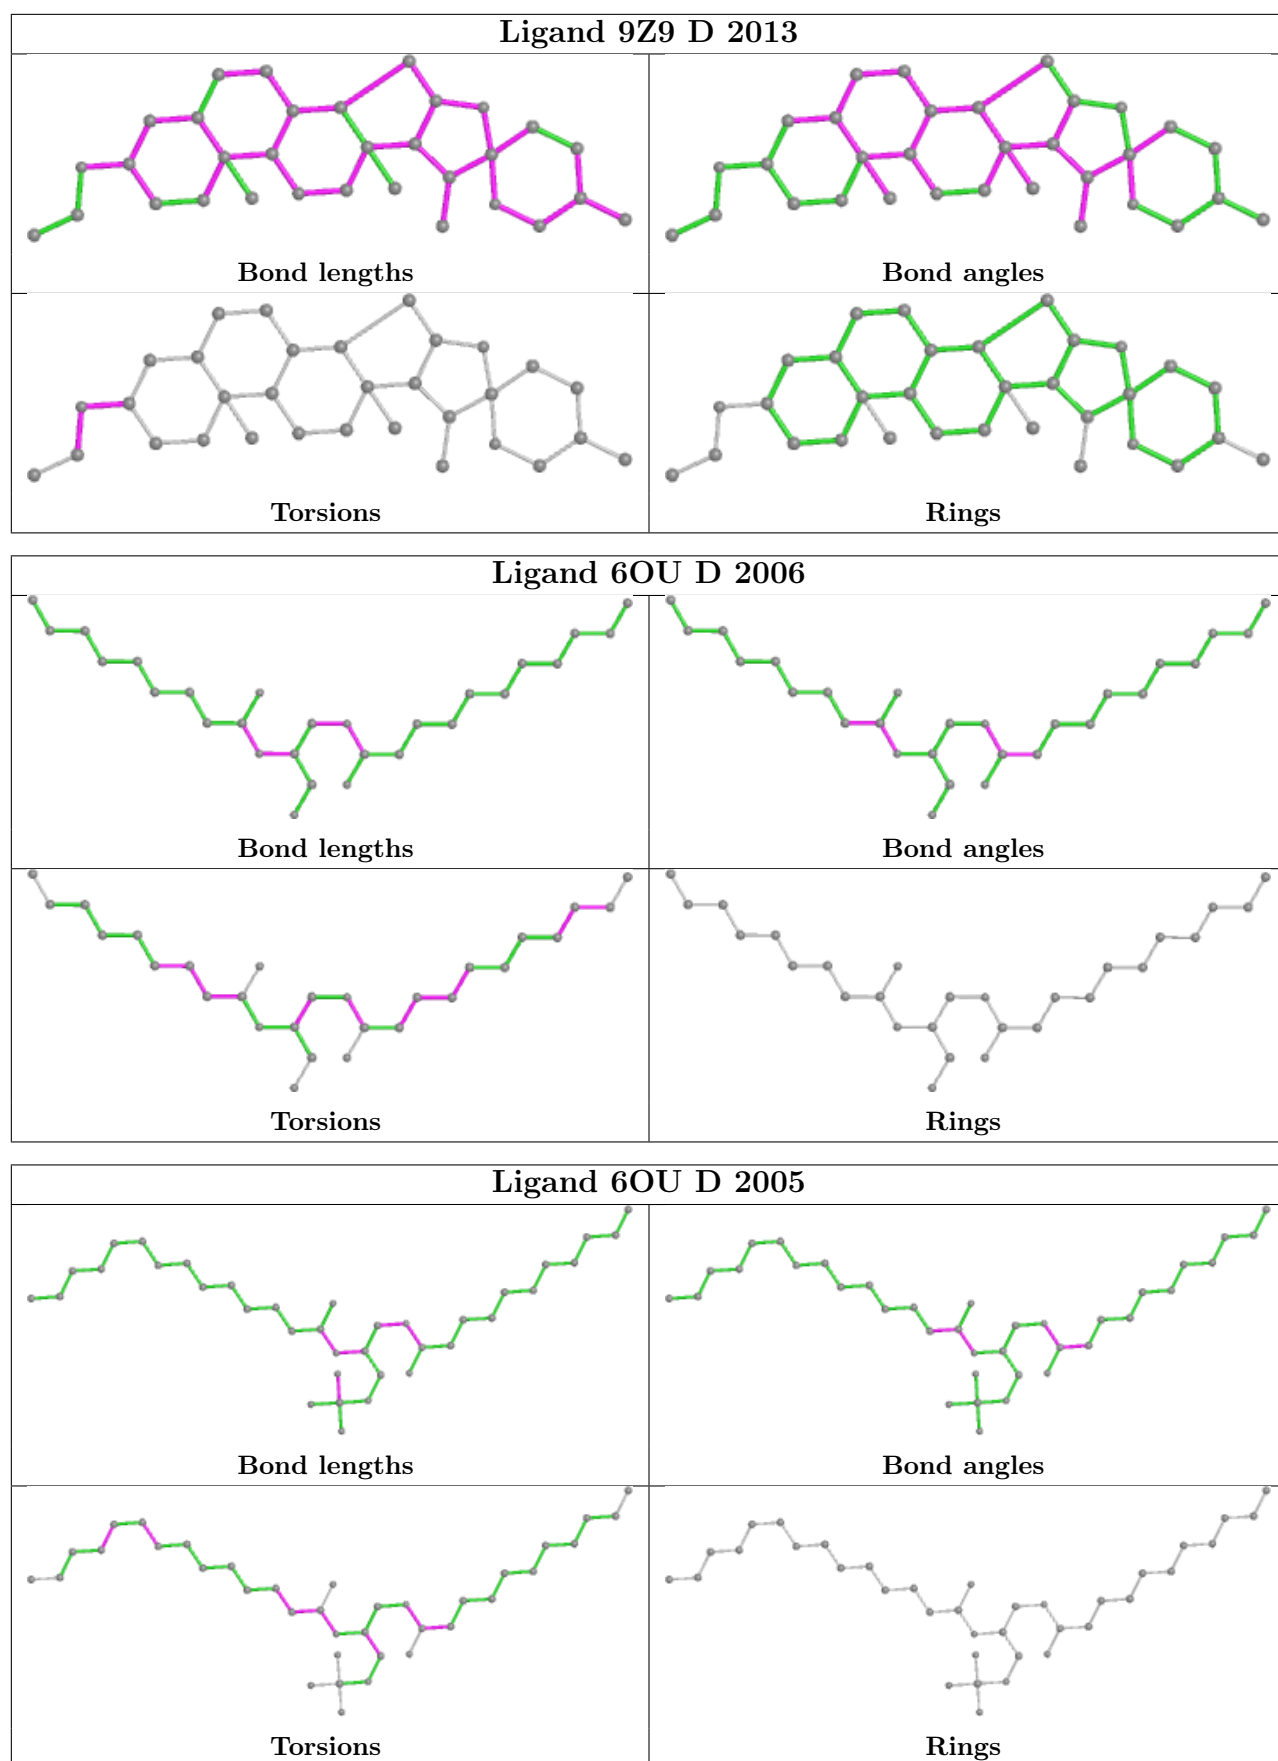 Ligand 9Z9 D 2013
Bond lengths
Bond angles
Torsions
Rings
Ligand 6OU D 2006
Bond lengths
Bond angles
Torsions
Rings
Ligand 6OU D 2005
Bond lengths
Bond angles
Torsions
Rings